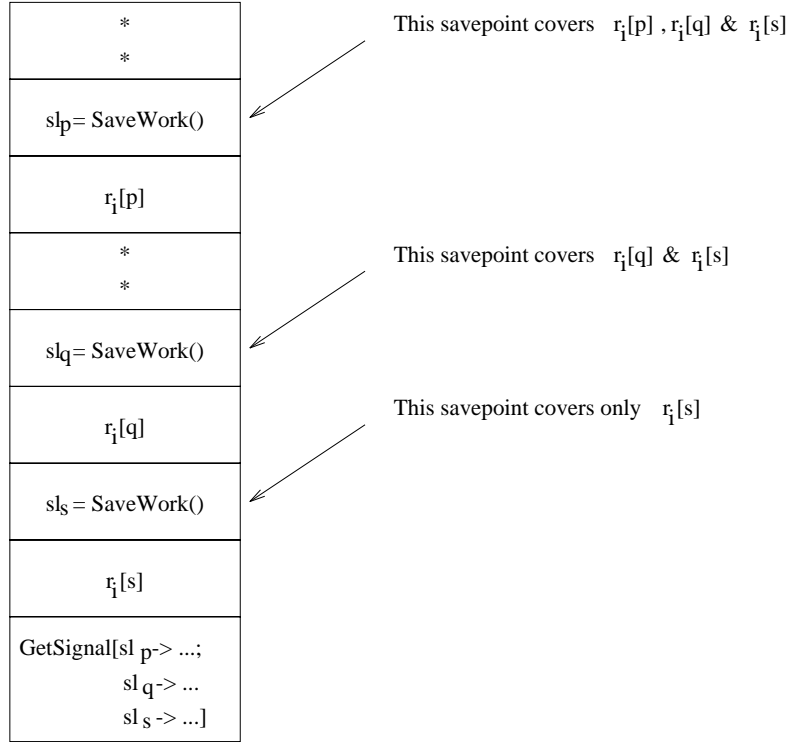 *
*
sl_p= SaveWork()
r_i[p]
*
*
sl_q= SaveWork()
r_i[q]
sl_s = SaveWork()
r_i[s]
GetSignal[sl_p-> ...;
sl_q-> ...
sl_s -> ...]
This savepoint covers r_i[p] , r_i[q] & r_i[s]
This savepoint covers r_i[q] & r_i[s]
This savepoint covers only r_i[s]